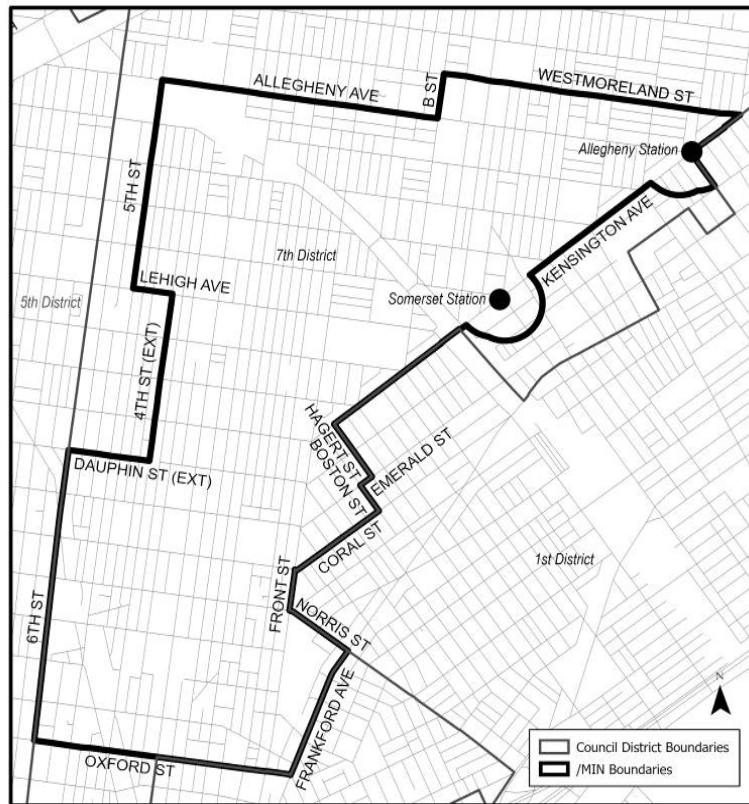 ALLEGHENY AVE
B ST
WESTMORELAND ST
Allegheny Station
5TH ST
KENSINGTON AVE
7th District
LEHIGH AVE
5th District
Somerset Station
4TH ST (EXT)
HAGERT ST
BOSTON ST
EMERALD ST
DAUPHIN ST (EXT)
CORAL ST
1st District
FRONT ST
NORRIS ST
6TH ST
FRANKFORD AVE
OXFORD ST
N
Council District Boundaries
/MIN Boundaries